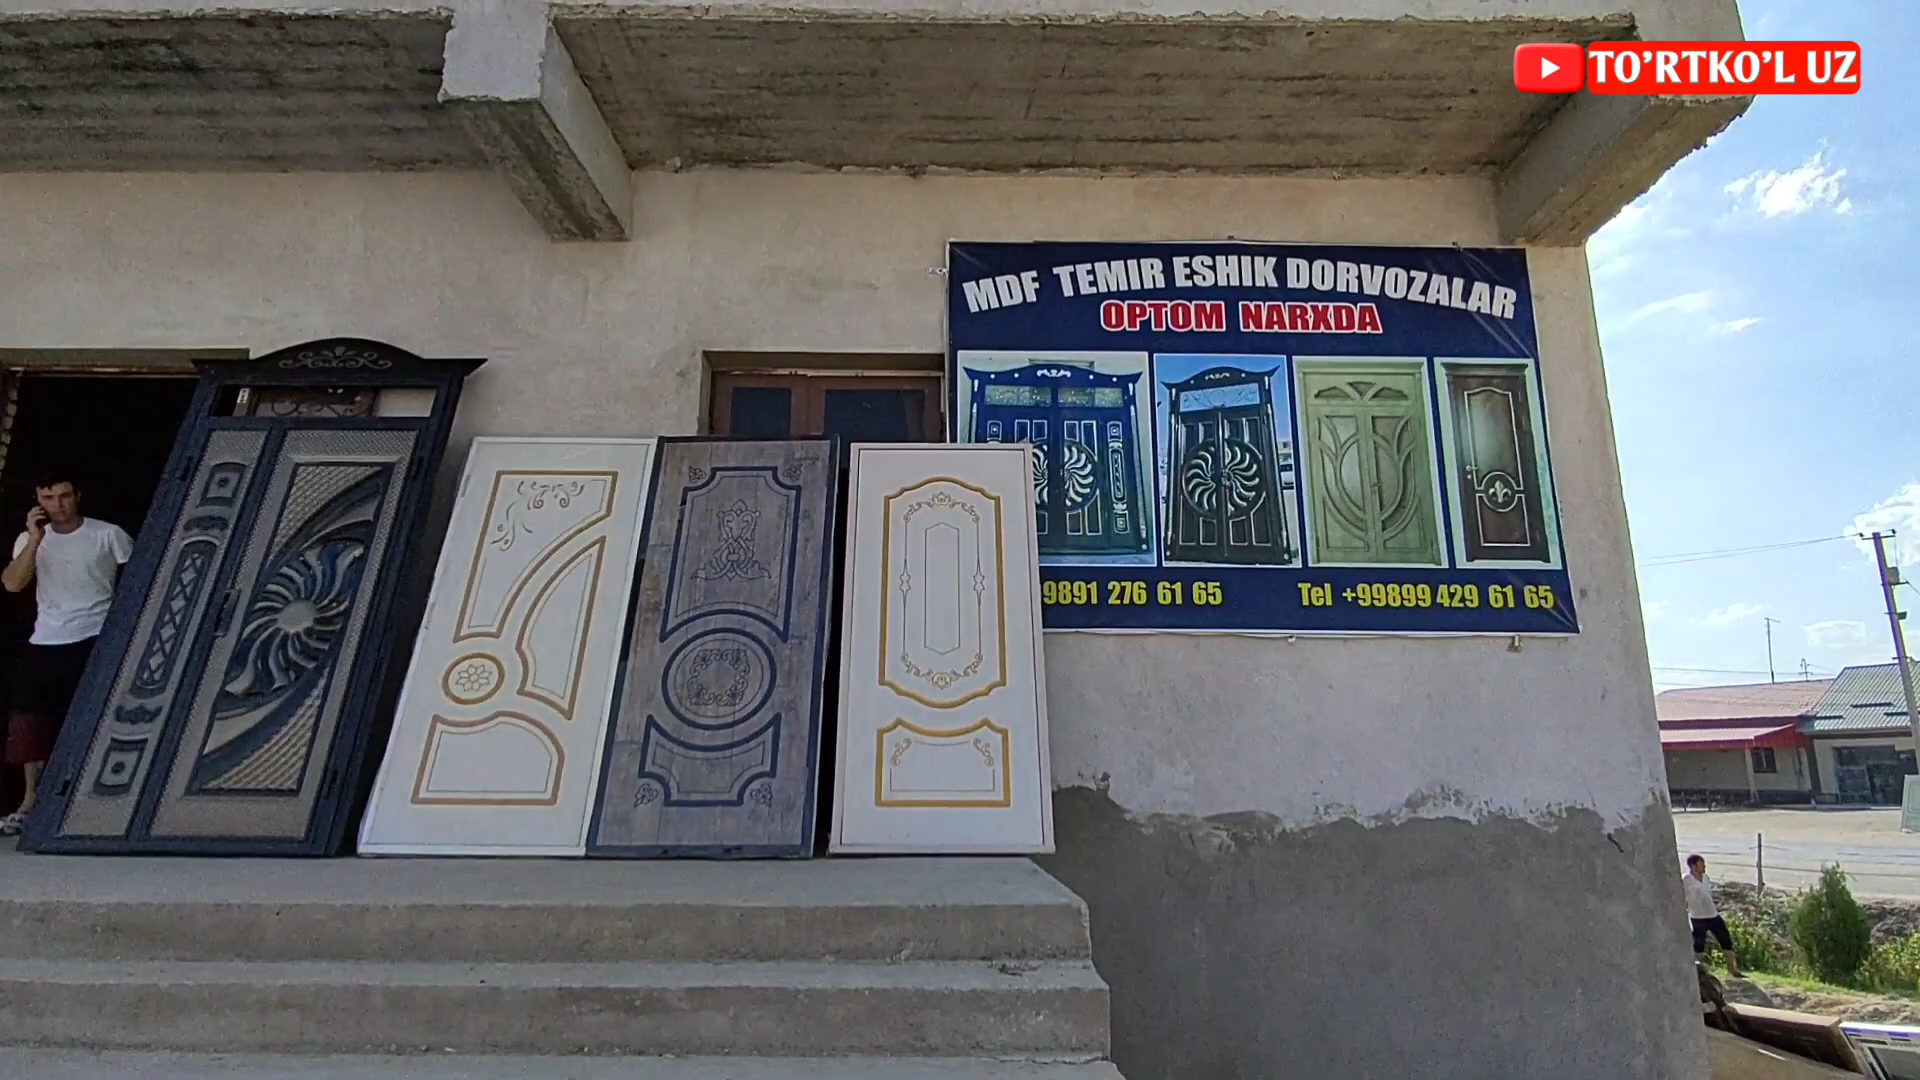 TO'RTKO'L UZ
MDF TEMIR ESHIK DORVOZALAR
OPTOM NARXDA
9891 276 61 65
Tel +99899 429 61 65